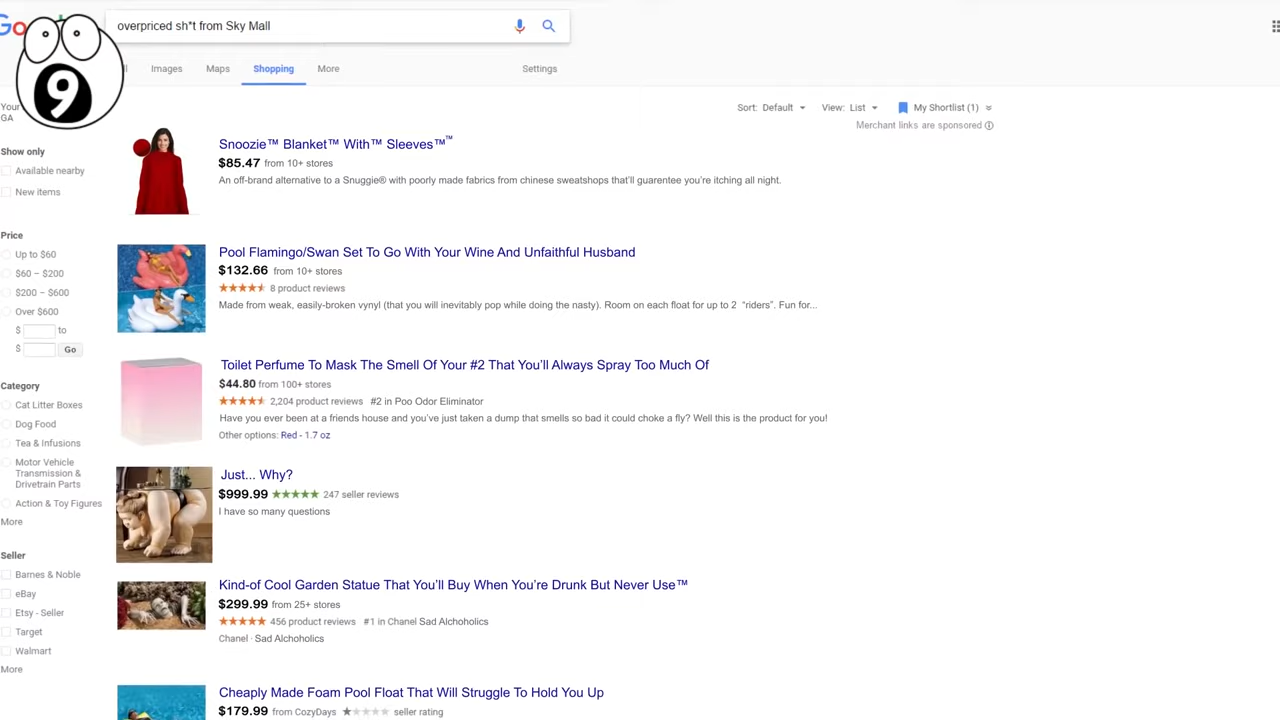 overpriced sh*t from Sky Mall
9
Images Maps Shopping More Settings
Your
GA
Sort: Default View: List My Shortlist (1)
Merchant links are sponsored
Show only
Available nearby
New items
Price
Up to $60
$60 – $200
$200 – $600
Over $600
$ to
$ Go
Category
Cat Litter Boxes
Dog Food
Tea & Infusions
Motor Vehicle
Transmission &
Drivetrain Parts
Action & Toy Figures
More
Seller
Barnes & Noble
eBay
Etsy - Seller
Target
Walmart
More
Snoozie™ Blanket™ With™ Sleeves™™
$85.47 from 10+ stores
An off-brand alternative to a Snuggie® with poorly made fabrics from chinese sweatshops that'll guarentee you're itching all night.
Pool Flamingo/Swan Set To Go With Your Wine And Unfaithful Husband
$132.66 from 10+ stores
8 product reviews
Made from weak, easily-broken vynyl (that you will inevitably pop while doing the nasty). Room on each float for up to 2 "riders". Fun for...
Toilet Perfume To Mask The Smell Of Your #2 That You'll Always Spray Too Much Of
$44.80 from 100+ stores
2,204 product reviews #2 in Poo Odor Eliminator
Have you ever been at a friends house and you've just taken a dump that smells so bad it could choke a fly? Well this is the product for you!
Other options: Red - 1.7 oz
Just... Why?
$999.99 247 seller reviews
I have so many questions
Kind-of Cool Garden Statue That You'll Buy When You're Drunk But Never Use™
$299.99 from 25+ stores
456 product reviews #1 in Chanel Sad Alchoholics
Chanel · Sad Alchoholics
Cheaply Made Foam Pool Float That Will Struggle To Hold You Up
$179.99 from CozyDays seller rating